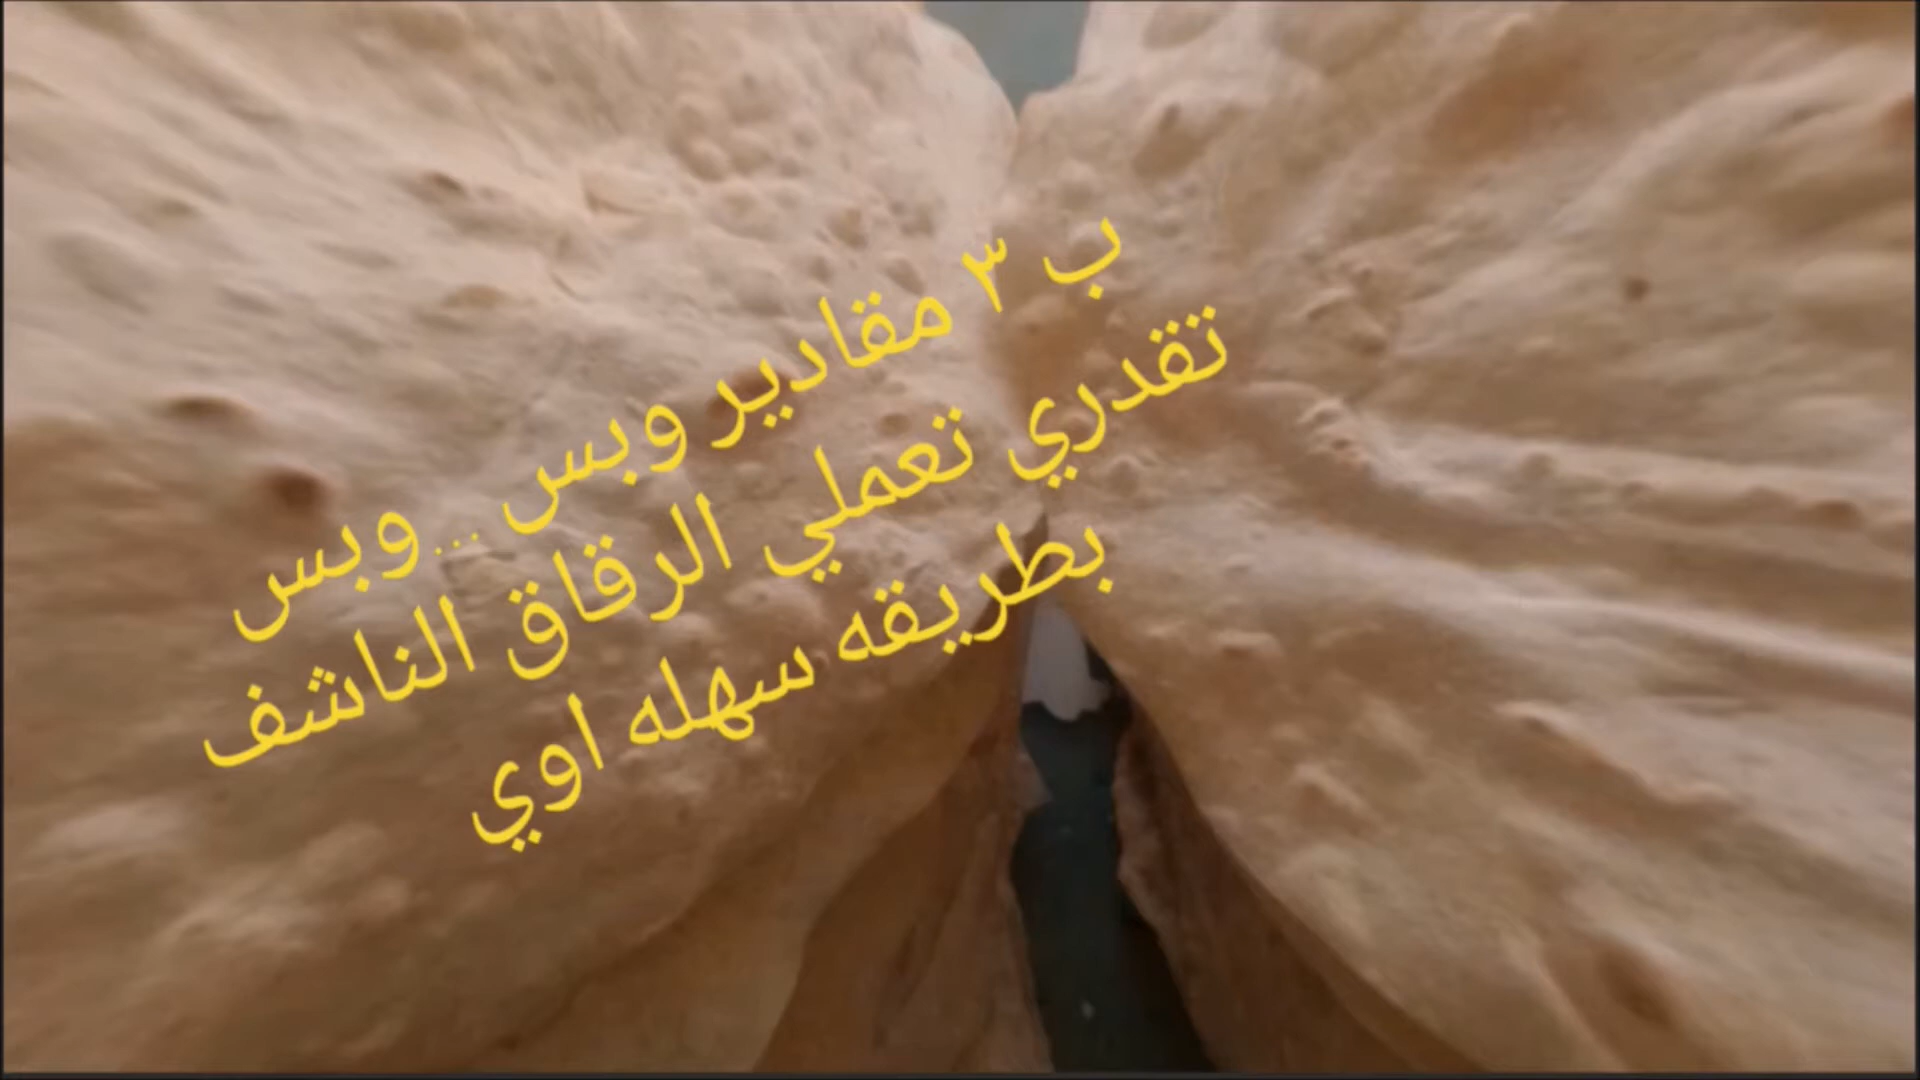 ب ٣ مقادير وبس ... وبس
تقدري تعملي الرقاق الناشف
بطريقه سهله اوي